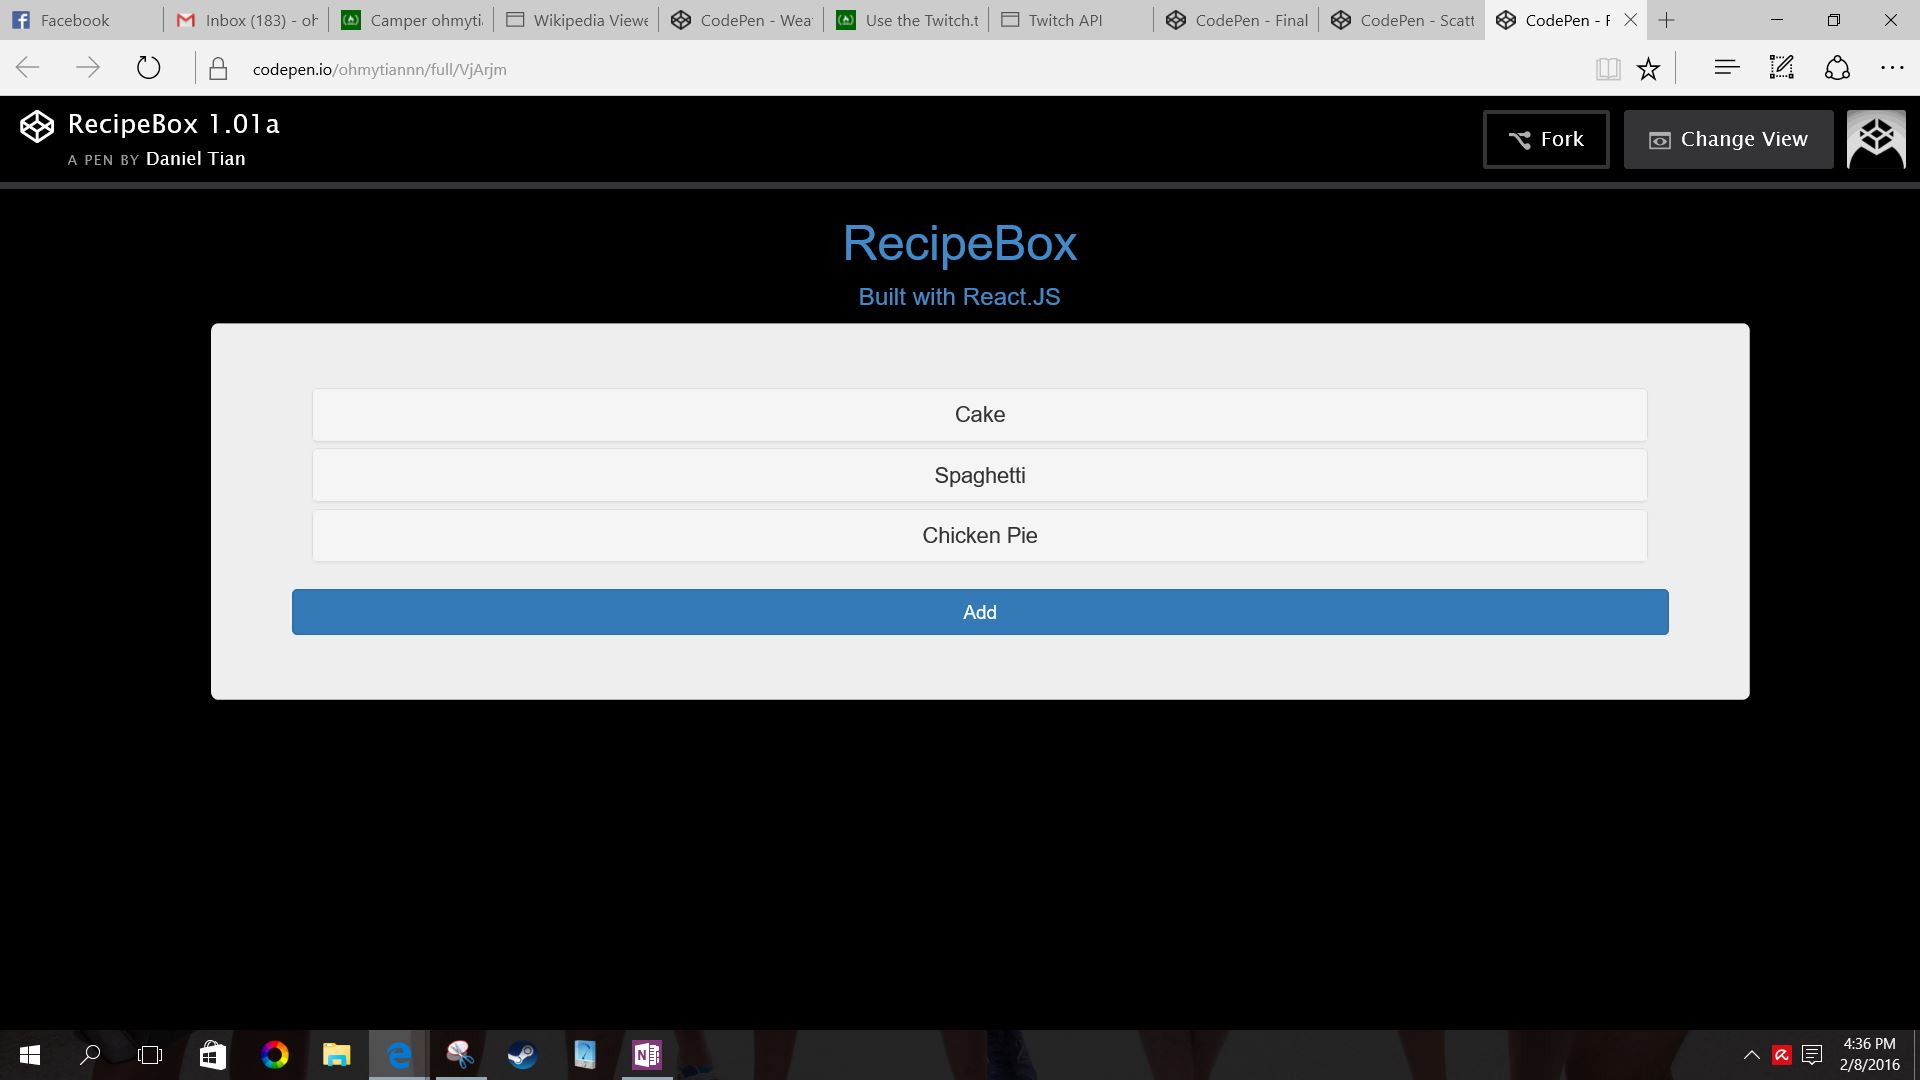 Facebook
Inbox (183) - oh
Camper ohmyti
Wikipedia Viewe
CodePen - Wea
Use the Twitch.t
Twitch API
CodePen - Final
CodePen - Scatt
CodePen - F
codepen.io/ohmytiannn/full/VjArjm
RecipeBox 1.01a
A PEN BY Daniel Tian
Fork
Change View
RecipeBox
Built with React.JS
Cake
Spaghetti
Chicken Pie
Add
N
4:36 PM
2/8/2016